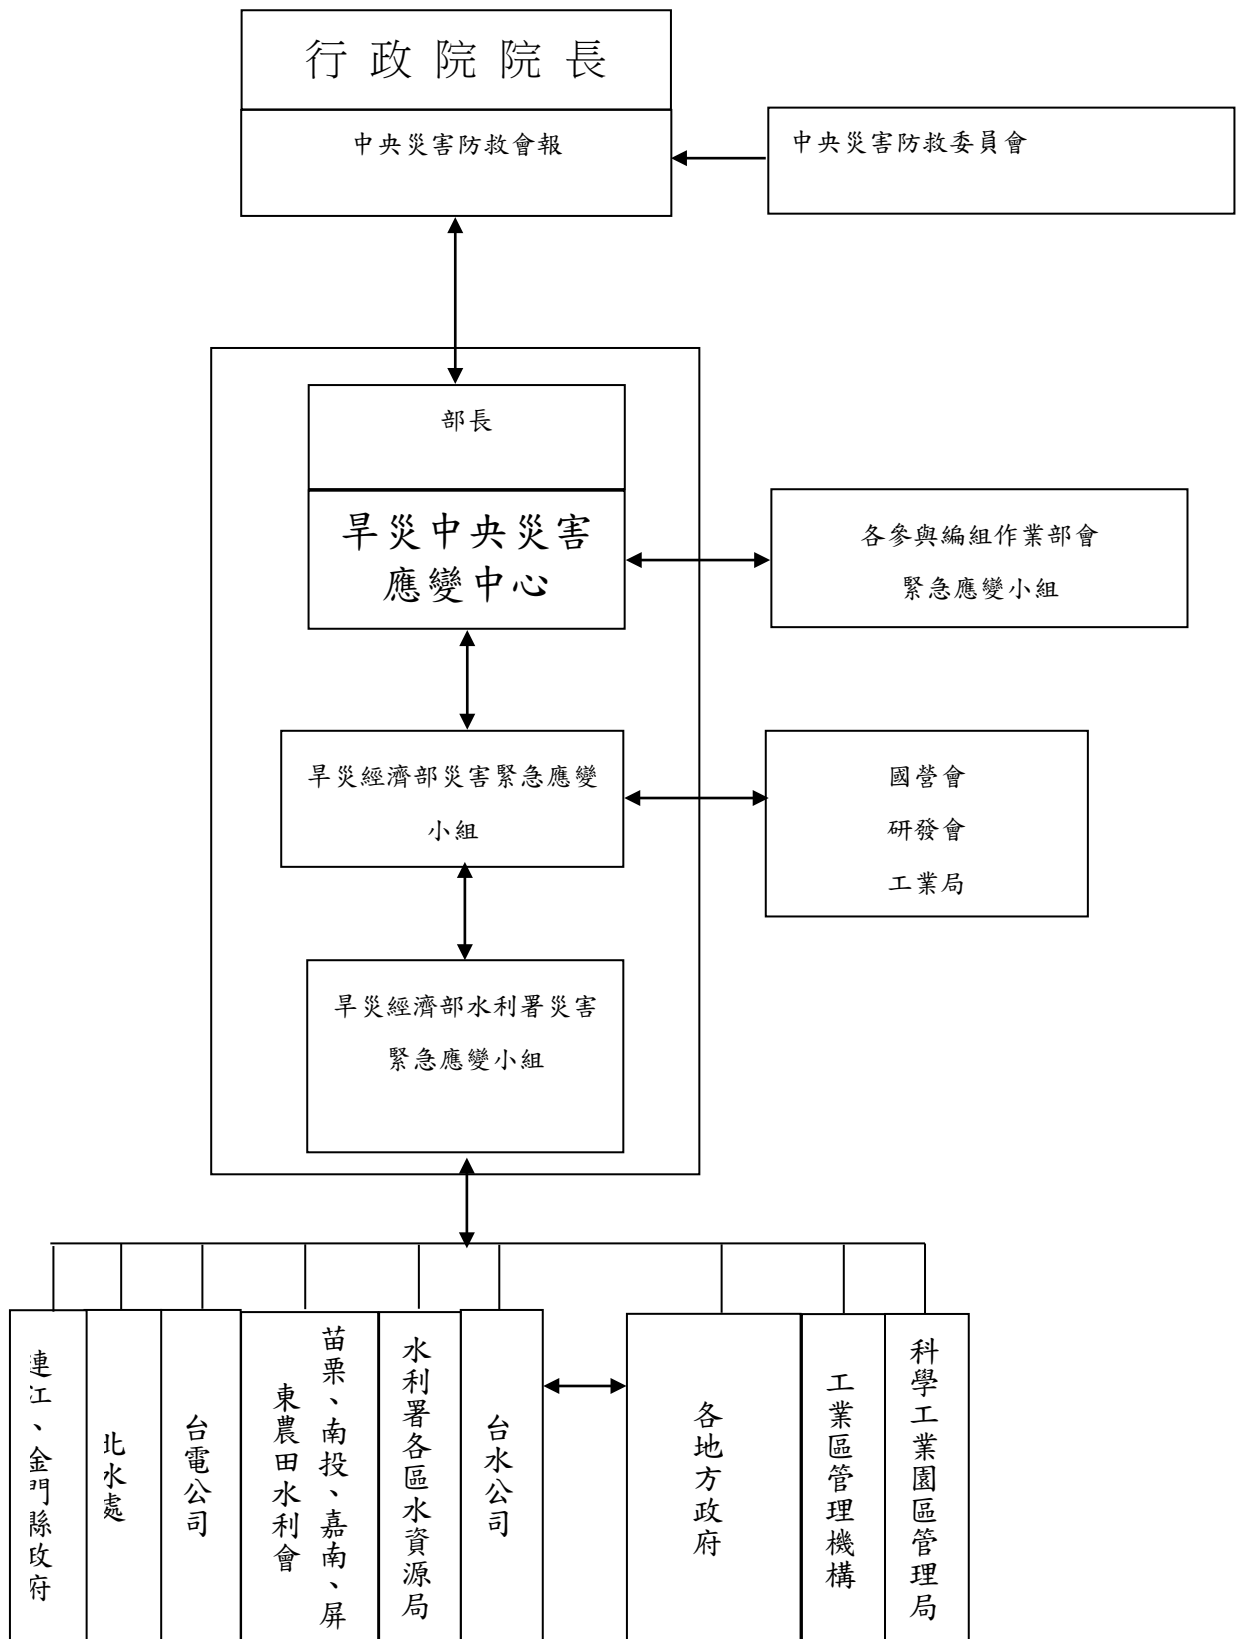 行政院院長
中央災害防救會報
中央災害防救委員會
部長
旱災中央災害
應變中心
各參與編組作業部會
緊急應變小組
旱災經濟部災害緊急應變
小組
國營會
研發會
工業局
旱災經濟部水利署災害
緊急應變小組
連江、金門縣政府
北水處
台電公司
苗栗、南投、嘉南、屏
東農田水利會
水利署各區水資源局
台水公司
各地方政府
工業區管理機構
科學工業園區管理局